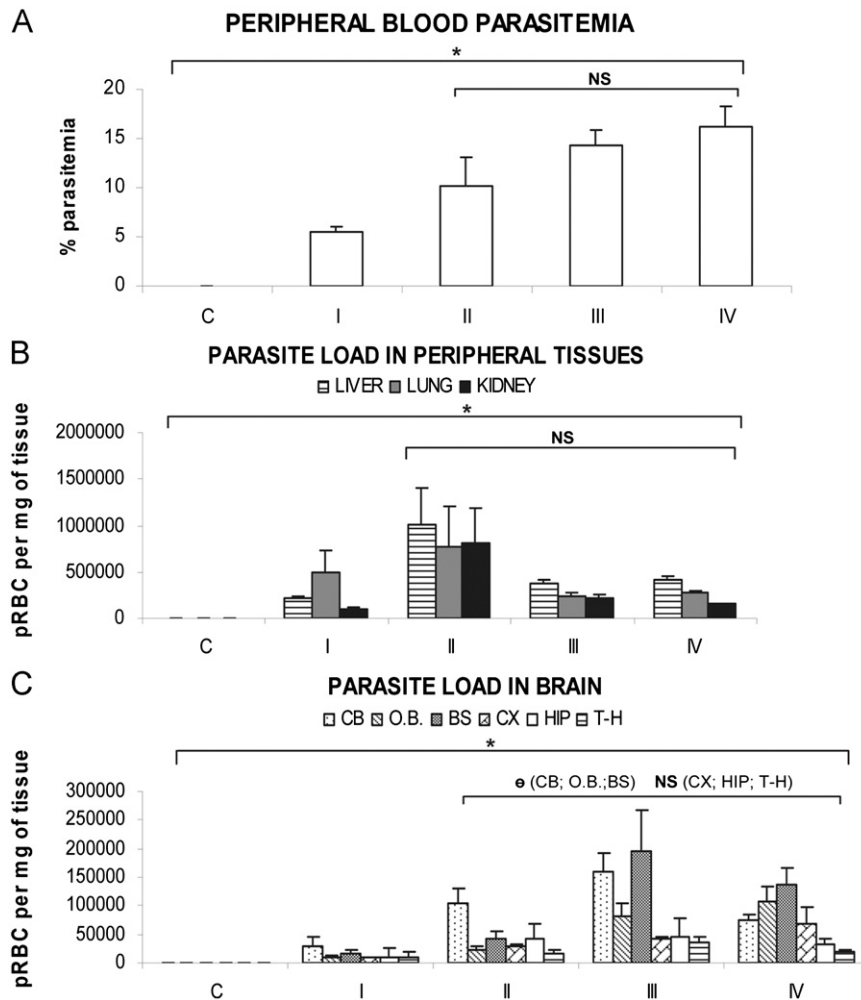 A
PERIPHERAL BLOOD PARASITEMIA
*
NS
% parasitemia
20
15
10
5
0
C I II III IV
B
PARASITE LOAD IN PERIPHERAL TISSUES
LIVER LUNG KIDNEY
*
NS
pRBC per mg of tissue
2000000
1500000
1000000
500000
0
C I II III IV
C
PARASITE LOAD IN BRAIN
CB O.B. BS CX HIP T-H
*
ɵ (CB; O.B.;BS) NS (CX; HIP; T-H)
pRBC per mg of tissue
300000
250000
200000
150000
100000
50000
0
C I II III IV